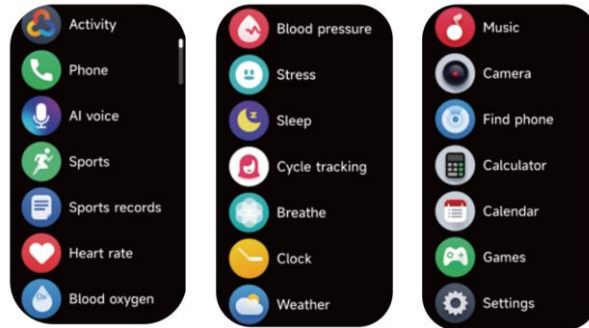 Activity
Phone
AI voice
Sports
Sports records
Heart rate
Blood oxygen
Blood pressure
Stress
Sleep
Cycle tracking
Breathe
Clock
Weather
Music
Camera
Find phone
Calculator
Calendar
Games
Settings